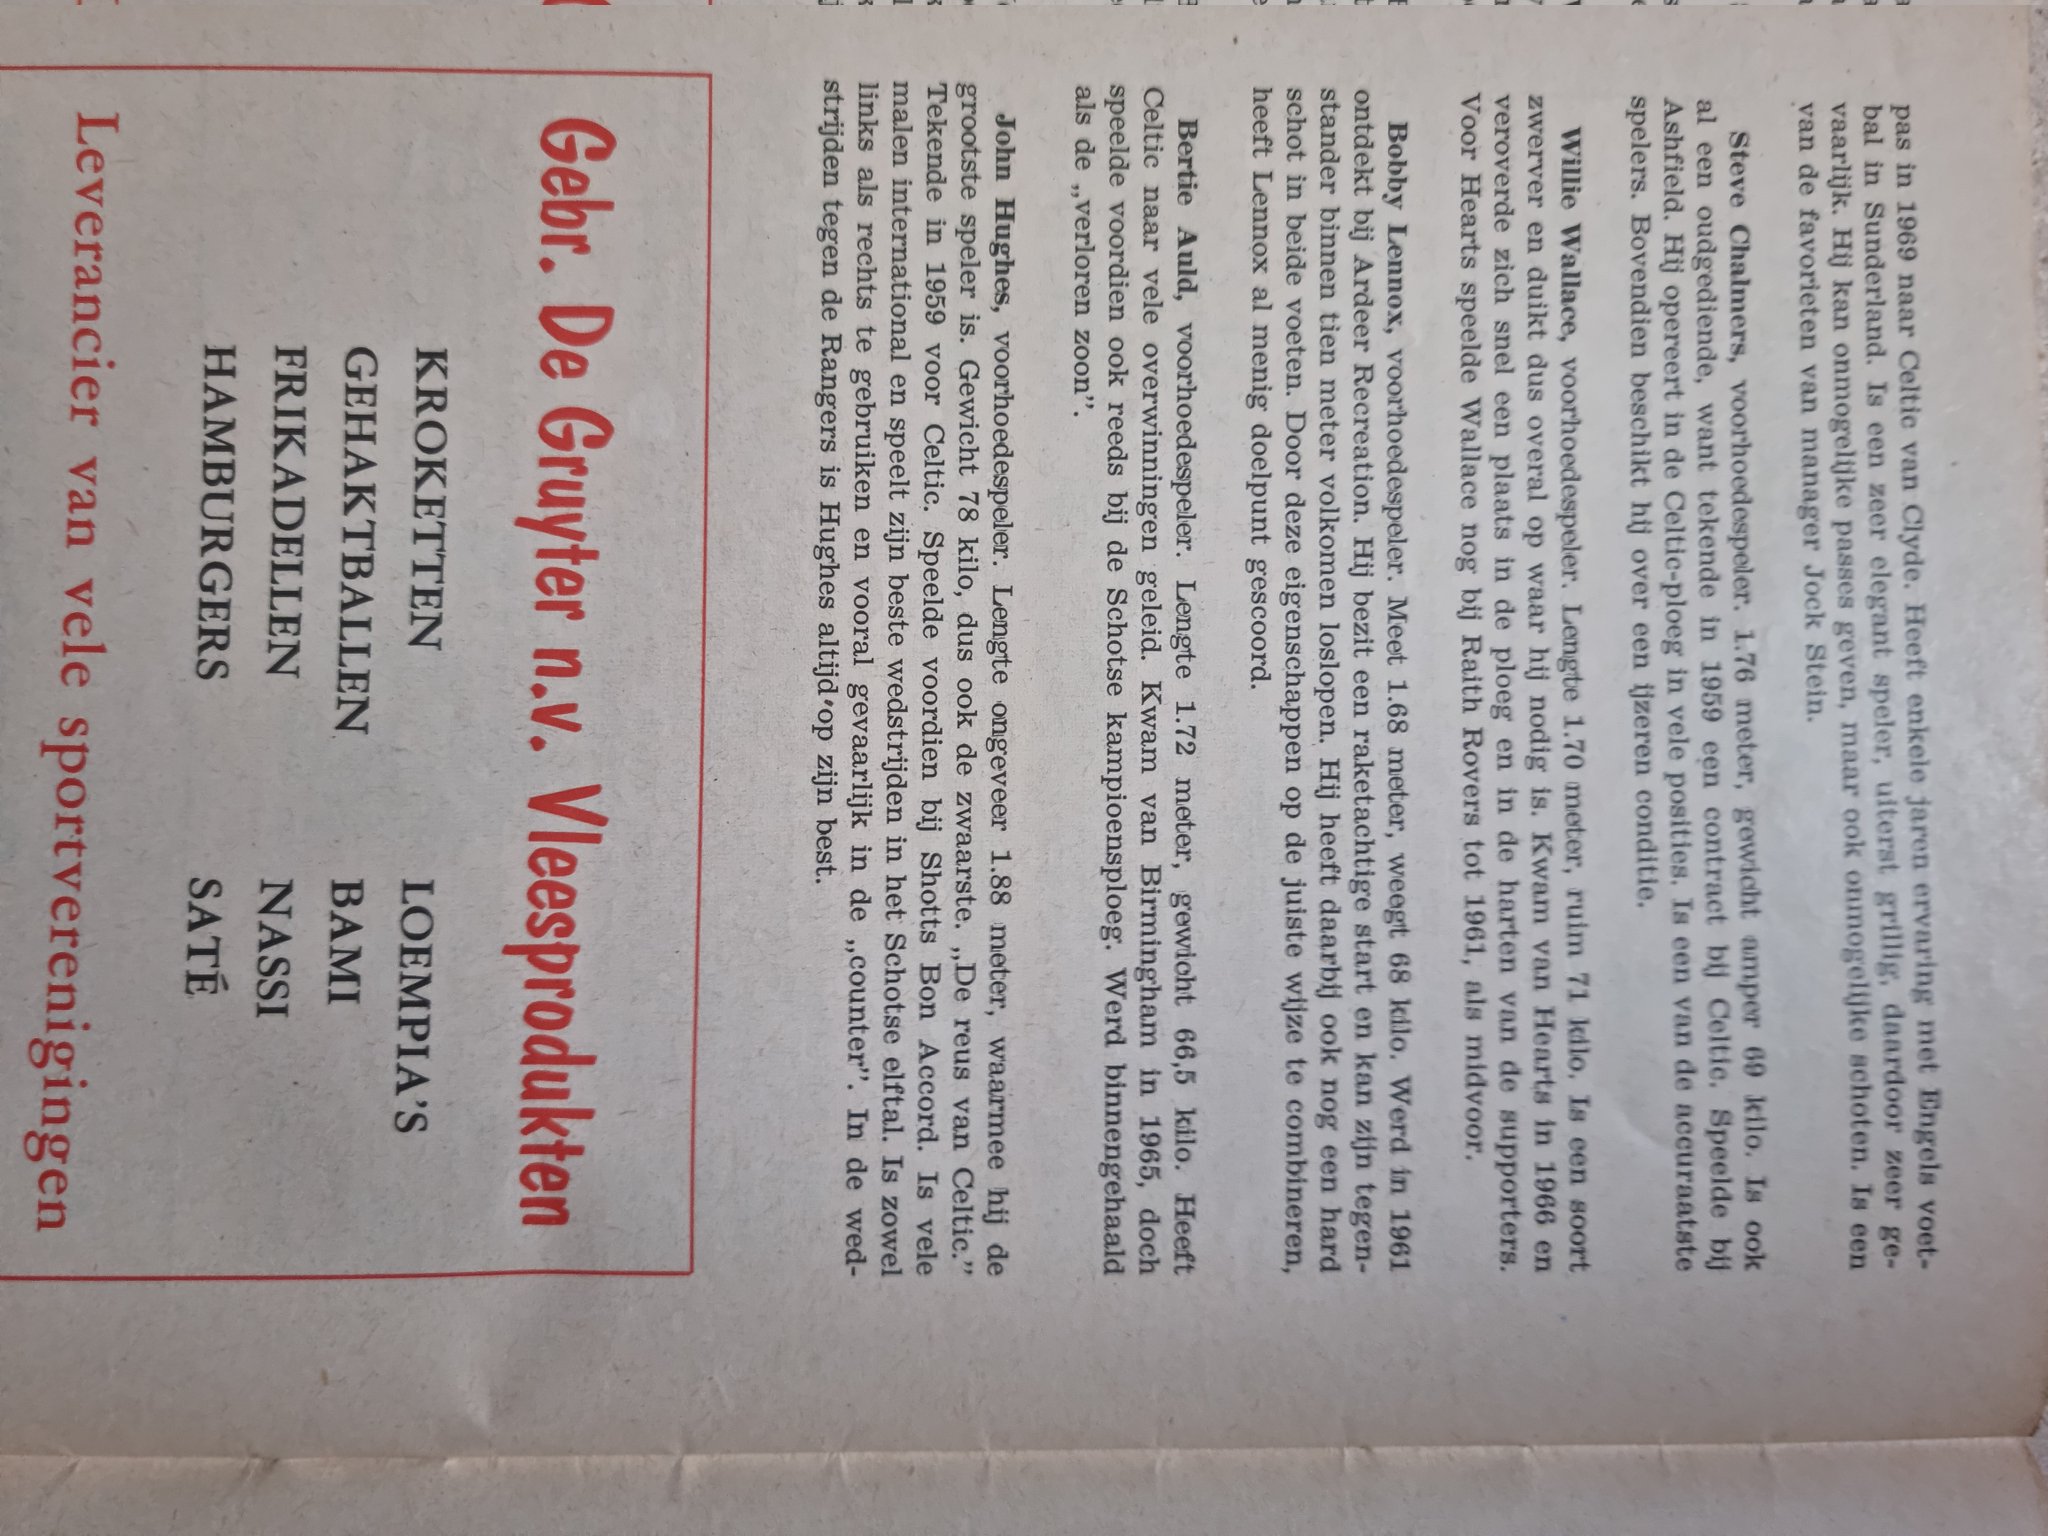 pas in 1969 naar Celtic van Clyde. Heeft enkele jaren ervaring met Engels voet-
bal in Sunderland. Is een zeer elegant speler, uiterst grillig, daardoor zeer ge-
vaarlijk. Hij kan onmogelijke passes geven, maar ook onmogelijke schoten. Is een
van de favorieten van manager Jock Stein.
Steve Chalmers, voorhoedespeler. 1.76 meter, gewicht amper 69 kilo. Is ook
al een oudgediende, want tekende in 1959 een contract bij Celtic. Speelde bij
Ashfield. Hij opereert in de Celtic-ploeg in vele posities. Is een van de accuraatste
spelers. Bovendien beschikt hij over een ijzeren conditie.
Willie Wallace, voorhoedespeler. Lengte 1.70 meter, ruim 71 kilo. Is een soort
zwerver en duikt dus overal op waar hij nodig is. Kwam van Hearts in 1966 en
veroverde zich snel een plaats in de ploeg en in de harten van de supporters.
Voor Hearts speelde Wallace nog bij Raith Rovers tot 1961, als midvoor.
Bobby Lennox, voorhoedespeler. Meet 1.68 meter, weegt 68 kilo. Werd in 1961
ontdekt bij Ardeer Recreation. Hij bezit een raketachtige start en kan zijn tegen-
stander binnen tien meter volkomen loslopen. Hij heeft daarbij ook nog een hard
schot in beide voeten. Door deze eigenschappen op de juiste wijze te combineren,
heeft Lennox al menig doelpunt gescoord.
Bertie Auld, voorhoedespeler. Lengte 1.72 meter, gewicht 66,5 kilo. Heeft
Celtic naar vele overwinningen geleid. Kwam van Birmingham in 1965, doch
speelde voordien ook reeds bij de Schotse kampioensploeg. Werd binnengehaald
als de „verloren zoon”.
John Hughes, voorhoedespeler. Lengte ongeveer 1.88 meter, waarmee hij de
grootste speler is. Gewicht 78 kilo, dus ook de zwaarste. „De reus van Celtic.”
Tekende in 1959 voor Celtic. Speelde voordien bij Shotts Bon Accord. Is vele
malen international en speelt zijn beste wedstrijden in het Schotse elftal. Is zowel
links als rechts te gebruiken en vooral gevaarlijk in de „counter”. In de wed-
strijden tegen de Rangers is Hughes altijd op zijn best.
Gebr. De Gruyter n.v. Vleesprodukten
KROKETTEN LOEMPIA'S
GEHAKTBALLEN BAMI
FRIKADELLEN NASSI
HAMBURGERS SATÉ
Leverancier van vele sportverenigingen